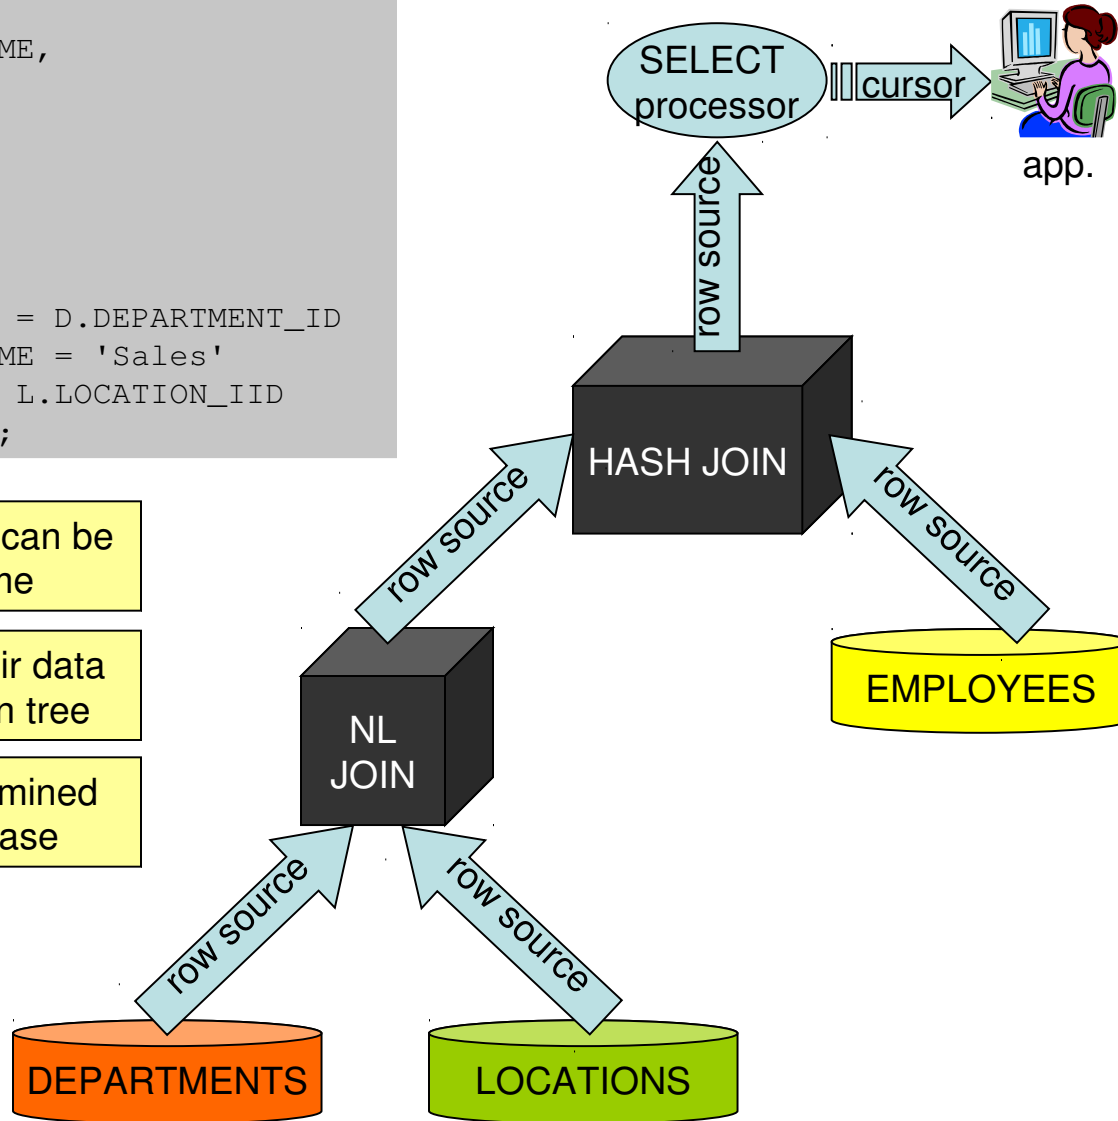 ME,
= D.DEPARTMENT_ID
ME = 'Sales'
L.LOCATION_IID
;
can be
ne
ir data
n tree
mined
ase
SELECT
processor
cursor
app.
row source
HASH JOIN
row source
row source
EMPLOYEES
NL
JOIN
row source
row source
DEPARTMENTS
LOCATIONS